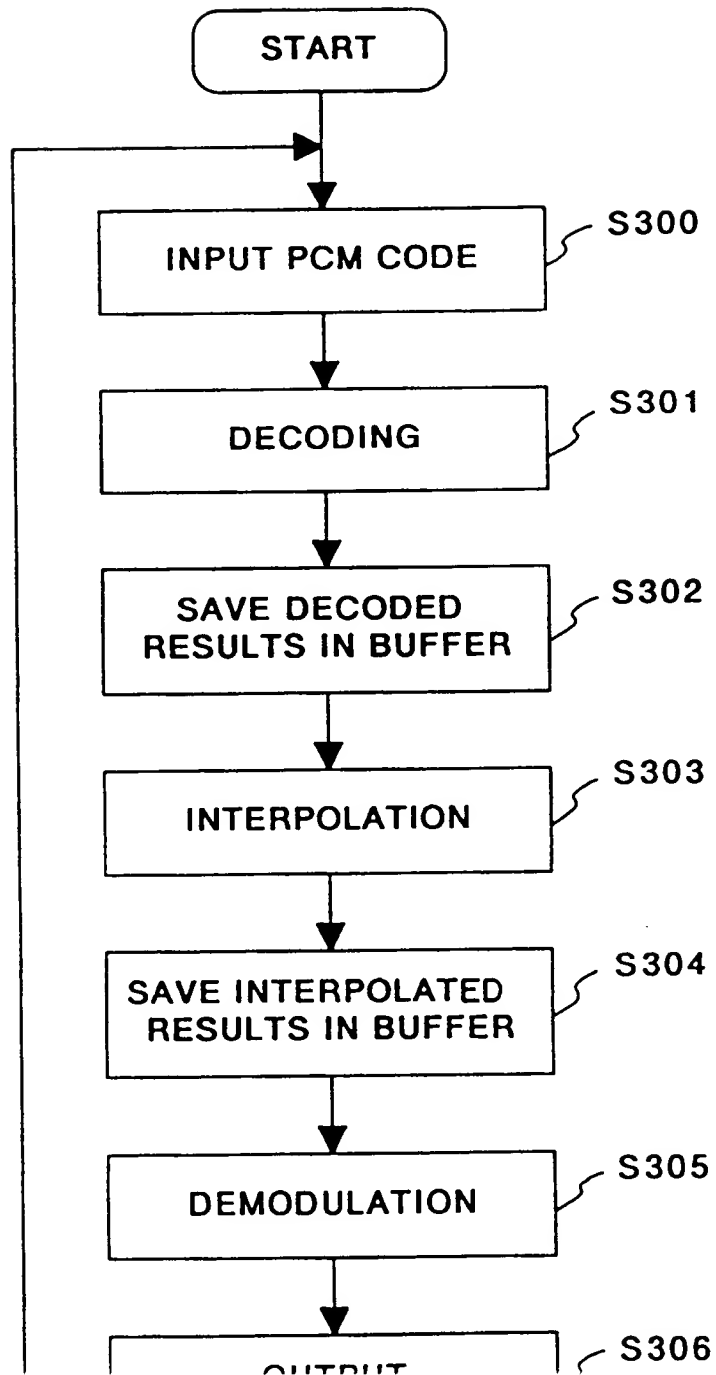 START
INPUT PCM CODE
S300
DECODING
S301
SAVE DECODED
RESULTS IN BUFFER
S302
INTERPOLATION
S303
SAVE INTERPOLATED
RESULTS IN BUFFER
S304
DEMODULATION
S305
OUTPUT
S306